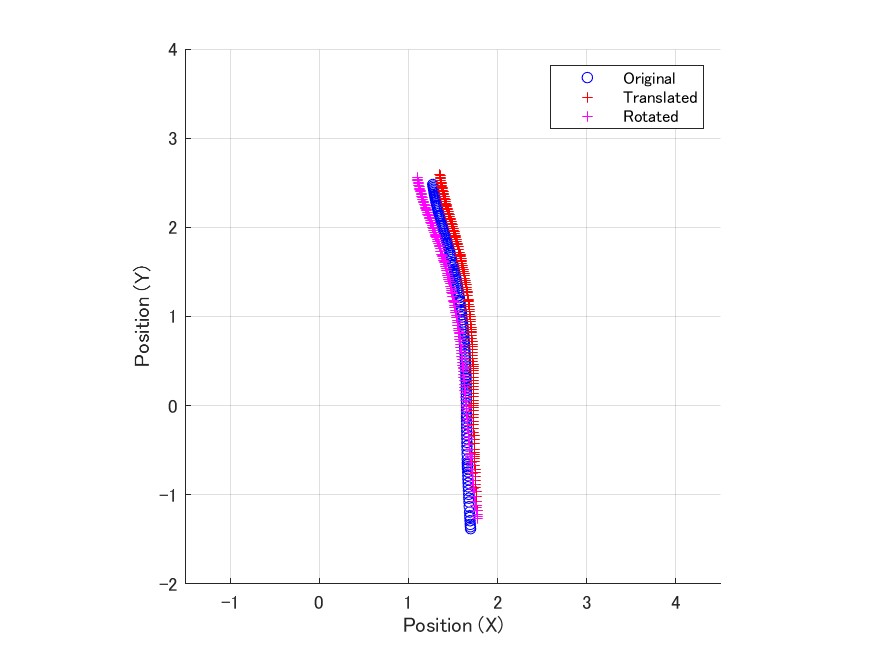 4
3
2
1
0
−1
−2
−1
0
1
2
3
4
Position (Y)
Position (X)
Original
Translated
Rotated